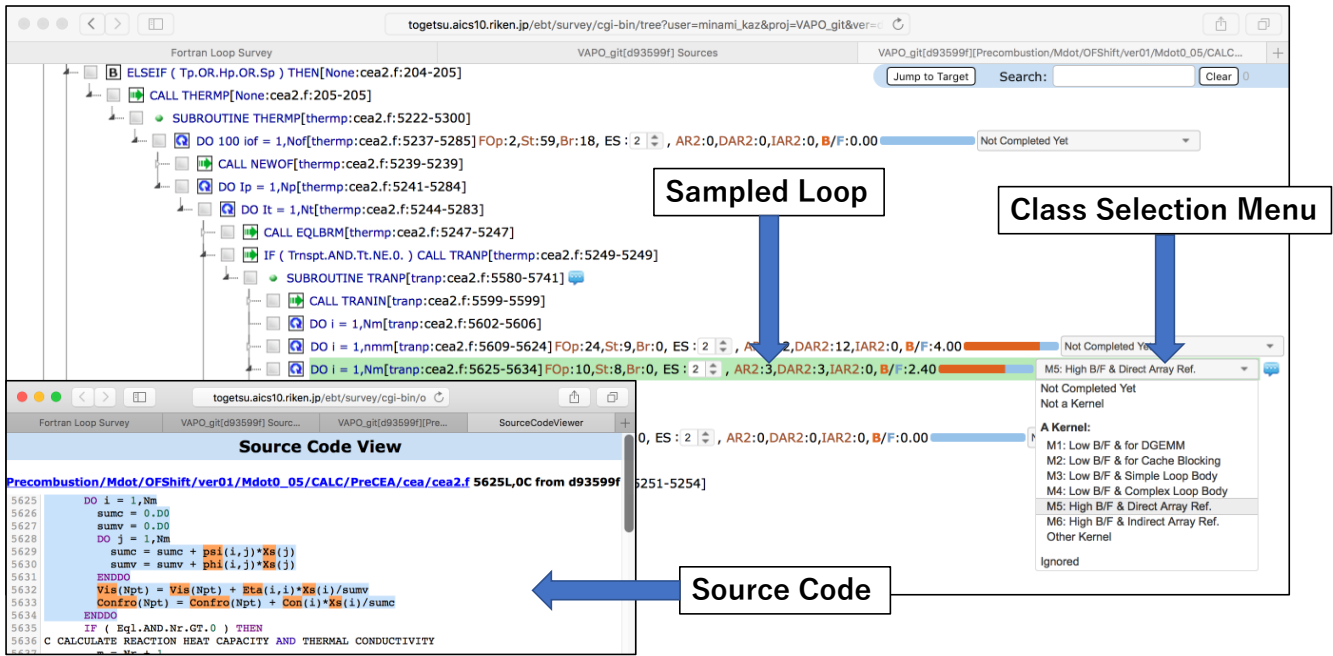 togetsu.aics10.riken.jp/ebt/survey/cgi-bin/tree?user=minami_kaz&proj=VAPO_git&ver=c
Fortran Loop Survey
VAPO_git[d93599f] Sources
VAPO_git[d93599f][Precombustion/Mdot/OFShift/ver01/Mdot0_05/CALC...
Jump to Target Search: Clear 0
B ELSEIF ( Tp.OR.Hp.OR.Sp ) THEN[None:cea2.f:204-205]
CALL THERMP[None:cea2.f:205-205]
SUBROUTINE THERMP[thermp:cea2.f:5222-5300]
DO 100 iof = 1,Nof[thermp:cea2.f:5237-5285] FOp:2,St:59,Br:18, ES : 2 , AR2:0,DAR2:0,IAR2:0, B/F:0.00 Not Completed Yet
CALL NEWOF[thermp:cea2.f:5239-5239]
DO Ip = 1,Np[thermp:cea2.f:5241-5284]
DO It = 1,Nt[thermp:cea2.f:5244-5283]
CALL EQLBRM[thermp:cea2.f:5247-5247]
IF ( Trnspt.AND.Tt.NE.0. ) CALL TRANP[thermp:cea2.f:5249-5249]
SUBROUTINE TRANP[tranp:cea2.f:5580-5741]
CALL TRANIN[tranp:cea2.f:5599-5599]
DO i = 1,Nm[tranp:cea2.f:5602-5606]
DO i = 1,nmm[tranp:cea2.f:5609-5624] FOp:24,St:9,Br:0, ES : 2 , 2,DAR2:12,IAR2:0, B/F:4.00 Not Completed Ye
DO i = 1,Nm[tranp:cea2.f:5625-5634] FOp:10,St:8,Br:0, ES : 2 , AR2:3,DAR2:3,IAR2:0, B/F:2.40 M5: High B/F & Direct Array Ref.
0, ES : 2 , AR2:0,DAR2:0,IAR2:0, B/F:0.00
5251-5254]
Sampled Loop
Class Selection Menu
Not Completed Yet
Not a Kernel
A Kernel:
M1: Low B/F & for DGEMM
M2: Low B/F & for Cache Blocking
M3: Low B/F & Simple Loop Body
M4: Low B/F & Complex Loop Body
M5: High B/F & Direct Array Ref.
M6: High B/F & Indirect Array Ref.
Other Kernel
Ignored
togetsu.aics10.riken.jp/ebt/survey/cgi-bin/o
Fortran Loop Survey
VAPO_git[d93599f] Sourc...
VAPO_git[d93599f][Pre...
SourceCodeViewer
Source Code View
Precombustion/Mdot/OFShift/ver01/Mdot0_05/CALC/PreCEA/cea/cea2.f 5625L,0C from d93599f
5625 DO i = 1,Nm
5626 sumc = 0.D0
5627 sumv = 0.D0
5628 DO j = 1,Nm
5629 sumc = sumc + psi(i,j)*Xs(j)
5630 sumv = sumv + phi(i,j)*Xs(j)
5631 ENDDO
5632 Vis(Npt) = Vis(Npt) + Eta(i,i)*Xs(i)/sumv
5633 Confro(Npt) = Confro(Npt) + Con(i)*Xs(i)/sumc
5634 ENDDO
5635 IF ( Eql.AND.Nr.GT.0 ) THEN
5636 C CALCULATE REACTION HEAT CAPACITY AND THERMAL CONDUCTIVITY
5637 m = Nr + 1
Source Code